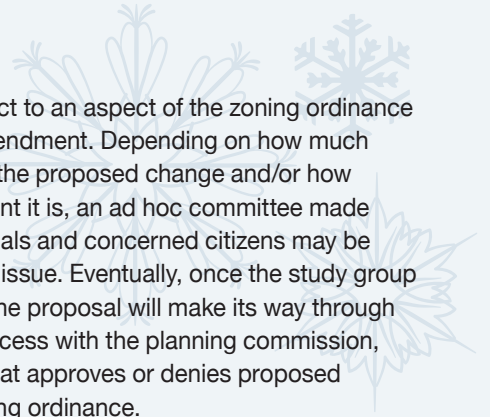 ct to an aspect of the zoning ordinance
endment. Depending on how much
the proposed change and/or how
nt it is, an ad hoc committee made
als and concerned citizens may be
issue. Eventually, once the study group
ne proposal will make its way through
cess with the planning commission,
at approves or denies proposed
ng ordinance.